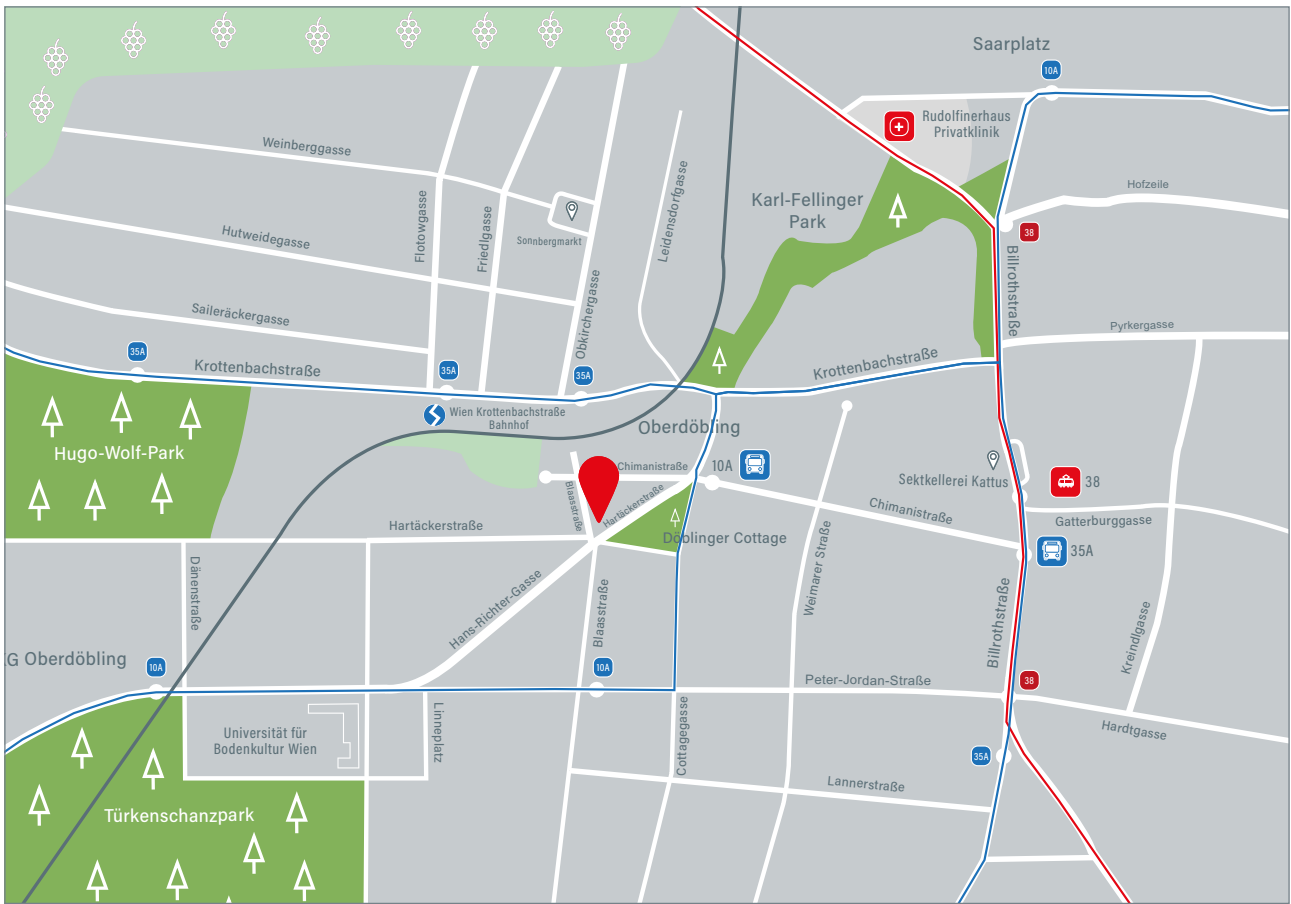 Saarplatz
10A
Rudolfinerhaus
Privatklinik
Weinberggasse
Hofzeile
Flotowgasse
Friedlgasse
Leidensdorfgasse
Karl-Fellinger
Park
Sonnbergmarkt
38
Hutweidegasse
Billrothstraße
Obkirchergasse
Saileräckergasse
Pyrkergasse
35A
Krottenbachstraße
35A
35A
Krottenbachstraße
Wien Krottenbachstraße
Bahnhof
Oberdöbling
Hugo-Wolf-Park
Chimanistraße
10A
Sektkellerei Kattus
38
Blaasstraße
Hartäckerstraße
Chimanistraße
Gatterburggasse
Hartäckerstraße
Döblinger Cottage
35A
Dänenstraße
Hans-Richter-Gasse
Blaasstraße
Weimarer Straße
Billrothstraße
Kreindlgasse
G Oberdöbling
10A
10A
Peter-Jordan-Straße
38
Universität für
Bodenkultur Wien
Linneplatz
Cottagegasse
Hardtgasse
35A
Lannerstraße
Türkenschanzpark